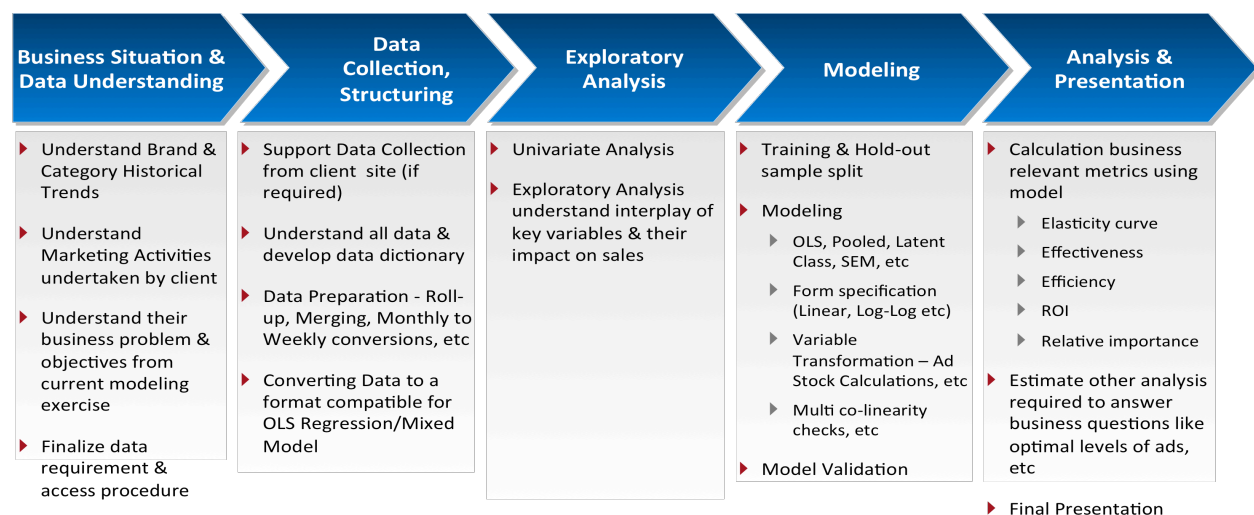 Business Situation &
Data Understanding
Data
Collection,
Structuring
Exploratory
Analysis
Modeling
Analysis &
Presentation
Understand Brand &
Category Historical
Trends
Understand
Marketing Activities
undertaken by client
Understand their
business problem &
objectives from
current modeling
exercise
Finalize data
requirement &
access procedure
Support Data Collection
from client site (if
required)
Understand all data &
develop data dictionary
Data Preparation - Roll-
up, Merging, Monthly to
Weekly conversions, etc
Converting Data to a
format compatible for
OLS Regression/Mixed
Model
Univariate Analysis
Exploratory Analysis
understand interplay of
key variables & their
impact on sales
Training & Hold-out
sample split
Modeling
OLS, Pooled, Latent
Class, SEM, etc
Form specification
(Linear, Log-Log etc)
Variable
Transformation – Ad
Stock Calculations, etc
Multi co-linearity
checks, etc
Model Validation
Calculation business
relevant metrics using
model
Elasticity curve
Effectiveness
Efficiency
ROI
Relative importance
Estimate other analysis
required to answer
business questions like
optimal levels of ads,
etc
Final Presentation